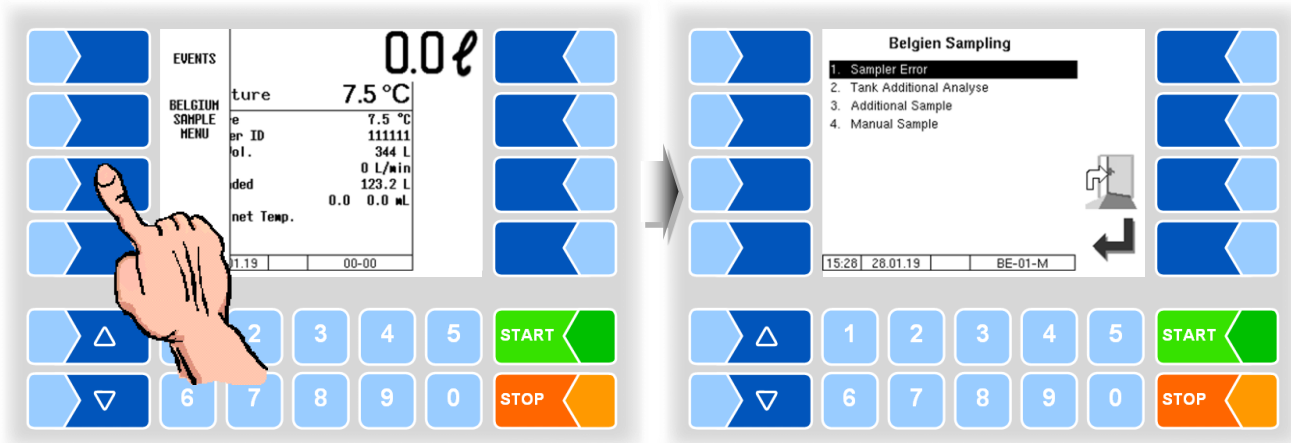 EVENTS
BELGIUM
SAMPLE
MENU
0.0 ℓ
ture 7.5 °C
e 7.5 °C
er ID 111111
ol. 344 L
0 L/min
ded 123.2 L
0.0 0.0 mL
net Temp.
01.19 00-00
2 3 4 5 START
6 7 8 9 0 STOP
Belgien Sampling
1. Sampler Error
2. Tank Additional Analyse
3. Additional Sample
4. Manual Sample
15:28 28.01.19 BE-01-M
1 2 3 4 5 START
6 7 8 9 0 STOP